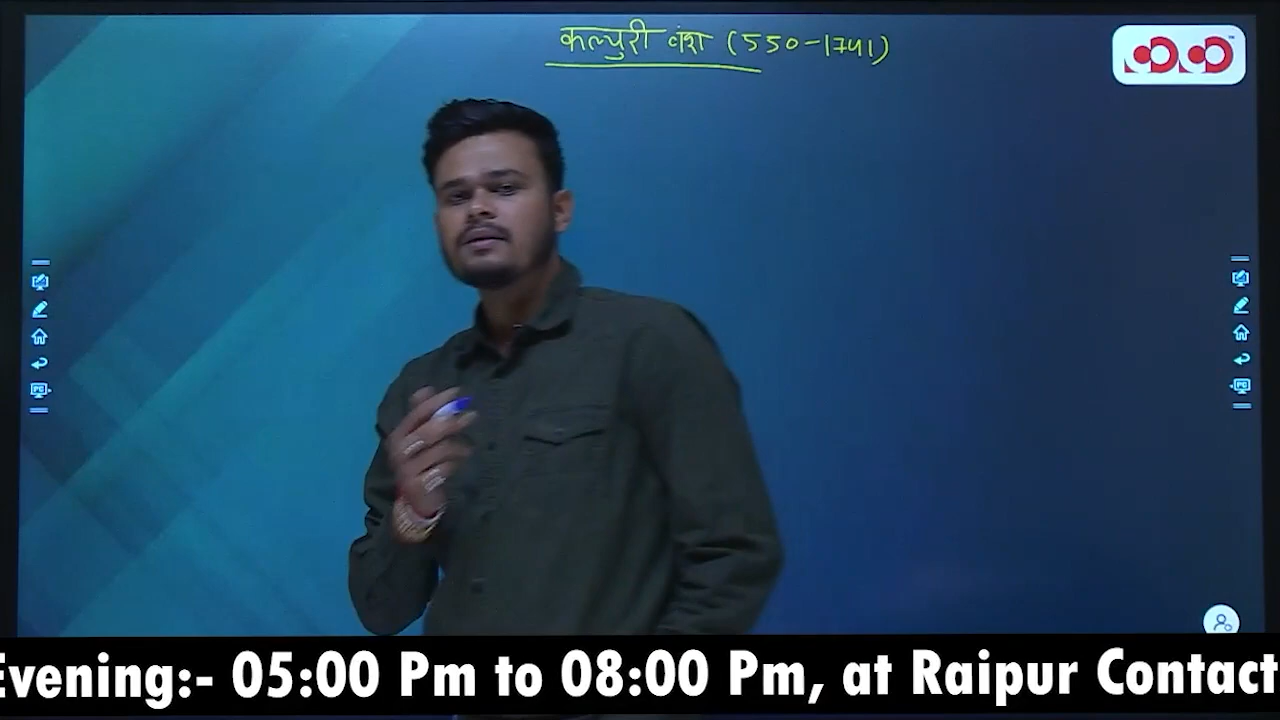 कल्चुरी वंश (550-1741)
Evening:- 05:00 Pm to 08:00 Pm, at Raipur Contact